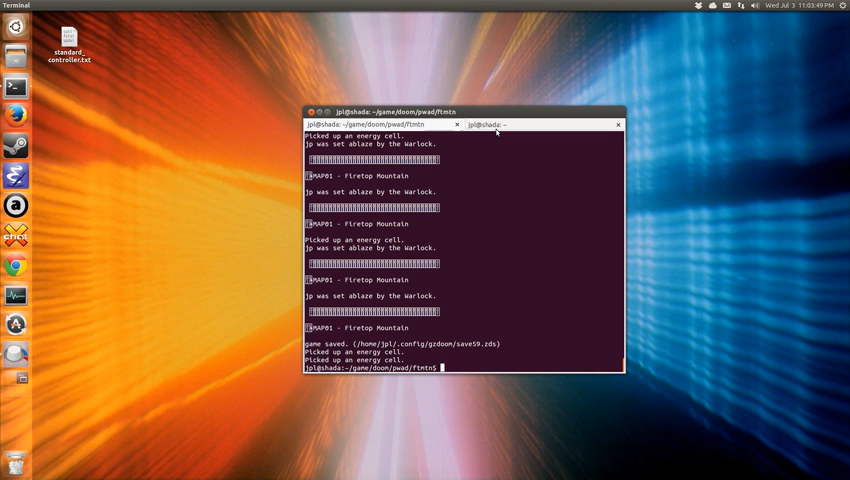 Terminal
Wed Jul 3 11:03:49 PM
standard_
controller.txt
jpl@shada: ~/game/doom/pwad/ftmtn
jpl@shada: ~/game/doom/pwad/ftmtn
jpl@shada: ~
Picked up an energy cell.
jp was set ablaze by the Warlock.
MAP01 - Firetop Mountain
jp was set ablaze by the Warlock.
MAP01 - Firetop Mountain
Picked up an energy cell.
jp was set ablaze by the Warlock.
MAP01 - Firetop Mountain
jp was set ablaze by the Warlock.
MAP01 - Firetop Mountain
game saved. (/home/jpl/.config/gzdoom/save59.zds)
Picked up an energy cell.
Picked up an energy cell.
jpl@shada:~/game/doom/pwad/ftmtn$